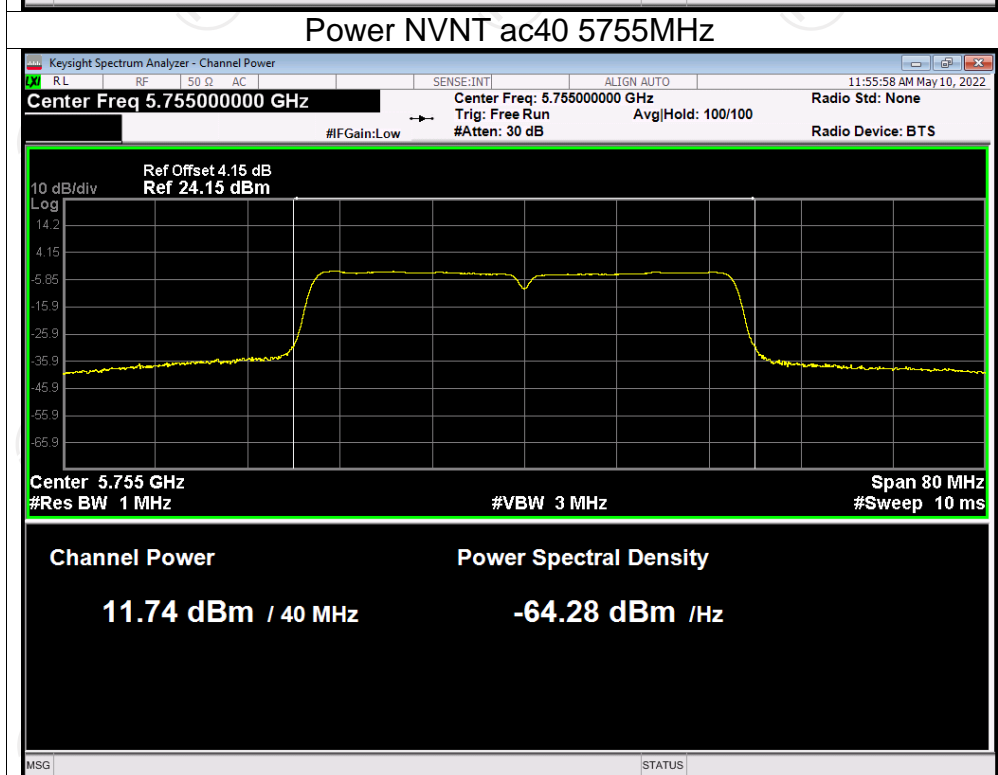 Power NVNT ac40 5755MHz
Keysight Spectrum Analyzer - Channel Power
LXI RL RF 50 Ω AC SENSE:INT ALIGN AUTO 11:55:58 AM May 10, 2022
Center Freq 5.755000000 GHz Center Freq: 5.755000000 GHz Radio Std: None
Trig: Free Run Avg|Hold: 100/100
#IFGain:Low #Atten: 30 dB Radio Device: BTS
Ref Offset 4.15 dB
10 dB/div Ref 24.15 dBm
Log
14.2
4.15
-5.85
-15.9
-25.9
-35.9
-45.9
-55.9
-65.9
Center 5.755 GHz Span 80 MHz
#Res BW 1 MHz #VBW 3 MHz #Sweep 10 ms
Channel Power Power Spectral Density
11.74 dBm / 40 MHz -64.28 dBm /Hz
MSG STATUS